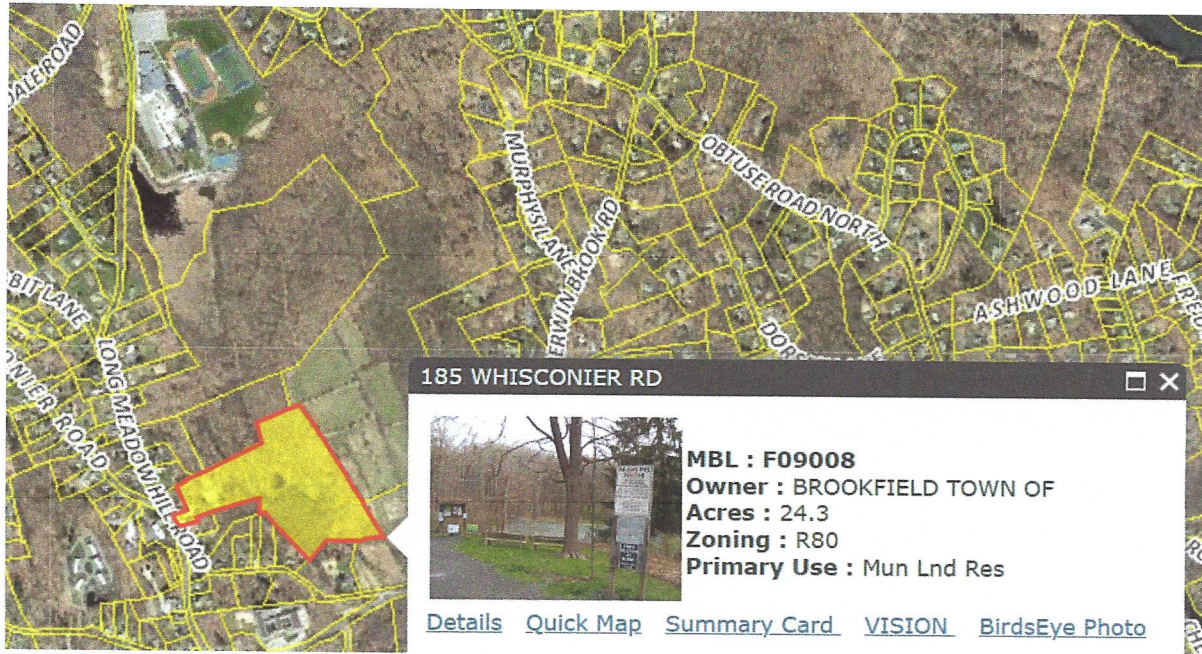 DALE ROAD
MURPHYS LANE
OBTUSE ROAD NORTH
ERWIN BROOK RD
ASHWOOD LANE
BIT LANE
LONG MEADOW HILL ROAD
ONIER ROAD
DOR
185 WHISCONIER RD
MBL : F09008
Owner : BROOKFIELD TOWN OF
Acres : 24.3
Zoning : R80
Primary Use : Mun Lnd Res
Details Quick Map Summary Card VISION BirdsEye Photo